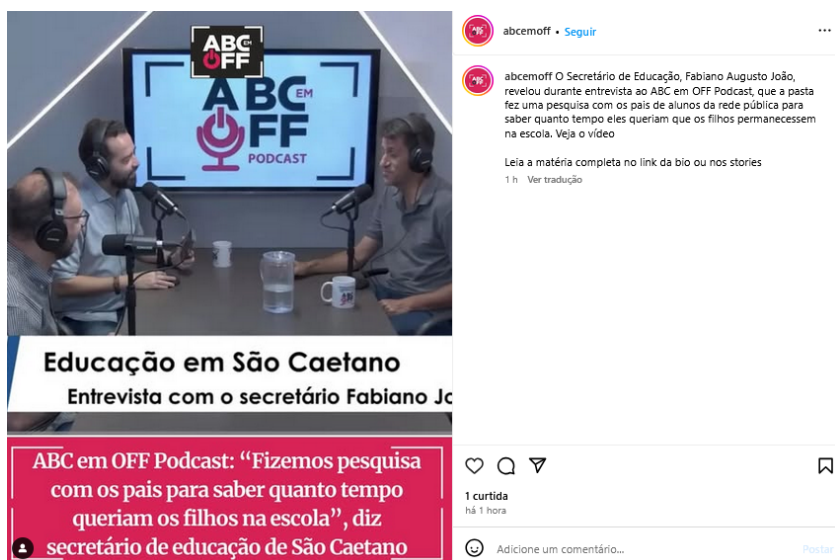 ABC EM
OFF
ABC EM
OFF
PODCAST
Educação em São Caetano
Entrevista com o secretário Fabiano Jo
ABC em OFF Podcast: “Fizemos pesquisa
com os pais para saber quanto tempo
queriam os filhos na escola”, diz
secretário de educação de São Caetano
abcemoff • Seguir
abcemoff O Secretário de Educação, Fabiano Augusto João,
revelou durante entrevista ao ABC em OFF Podcast, que a pasta
fez uma pesquisa com os pais de alunos da rede pública para
saber quanto tempo eles queriam que os filhos permanecessem
na escola. Veja o vídeo
Leia a matéria completa no link da bio ou nos stories
1 h Ver tradução
1 curtida
há 1 hora
Adicione um comentário...
Postar